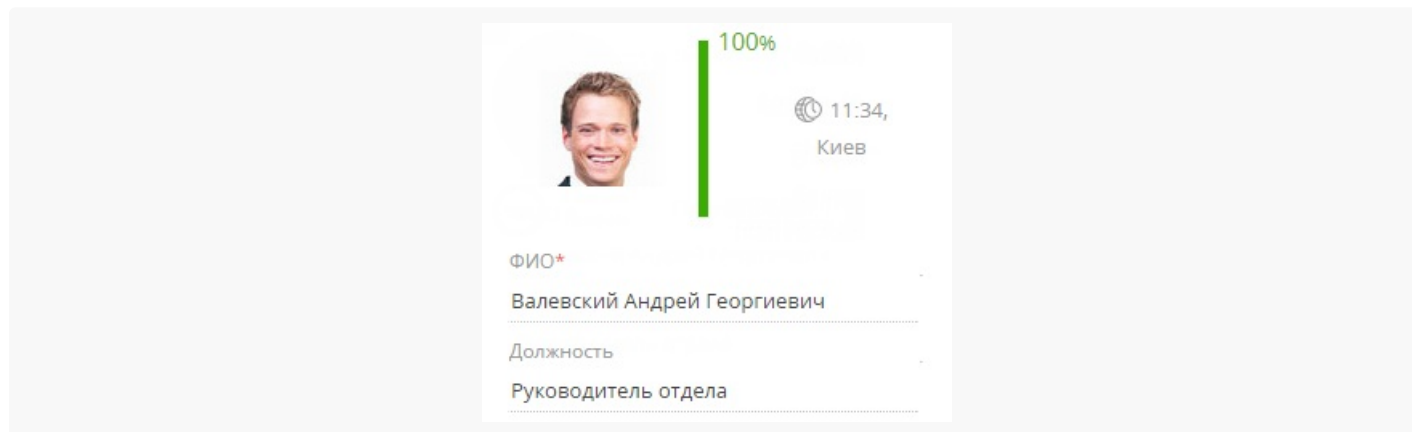 100%
11:34,
Киев
ФИО*
Валевский Андрей Георгиевич
Должность
Руководитель отдела